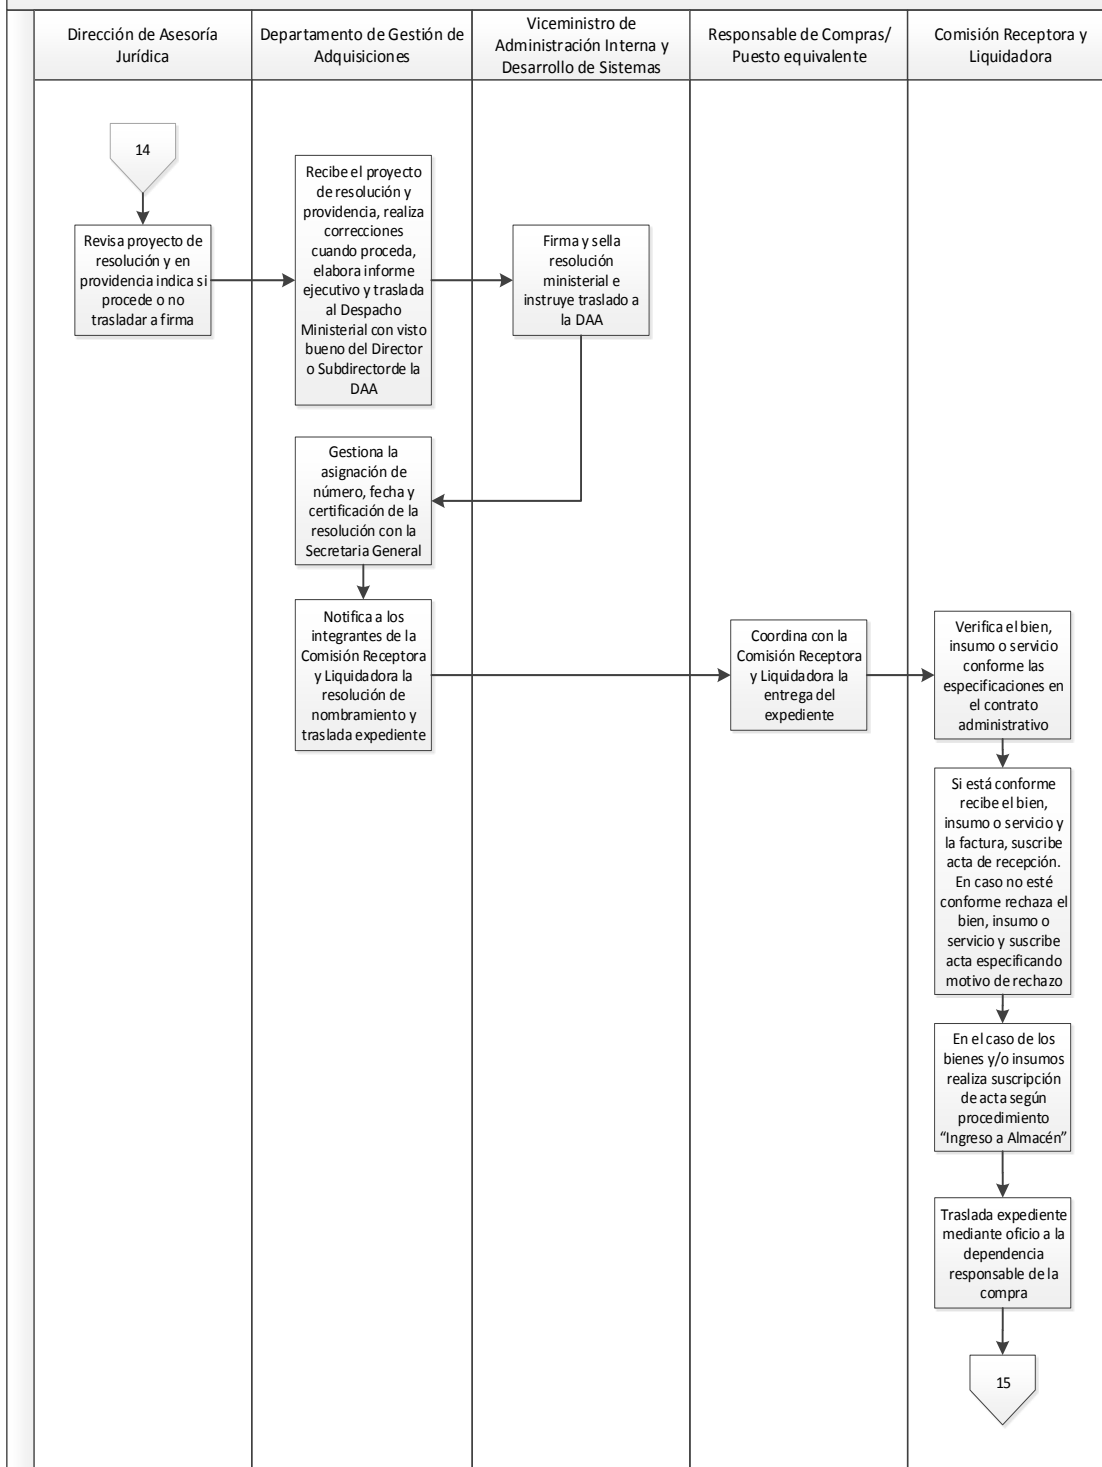 Dirección de Asesoría
Jurídica
Departamento de Gestión de
Adquisiciones
Viceministro de
Administración Interna y
Desarrollo de Sistemas
Responsable de Compras/
Puesto equivalente
Comisión Receptora y
Liquidadora
14
Revisa proyecto de
resolución y en
providencia indica si
procede o no
trasladar a firma
Recibe el proyecto
de resolución y
providencia, realiza
correcciones
cuando proceda,
elabora informe
ejecutivo y traslada
al Despacho
Ministerial con visto
bueno del Director
o Subdirectorde la
DAA
Firma y sella
resolución
ministerial e
instruye traslado a
la DAA
Gestiona la
asignación de
número, fecha y
certificación de la
resolución con la
Secretaria General
Notifica a los
integrantes de la
Comisión Receptora
y Liquidadora la
resolución de
nombramiento y
traslada expediente
Coordina con la
Comisión Receptora
y Liquidadora la
entrega del
expediente
Verifica el bien,
insumo o servicio
conforme las
especificaciones en
el contrato
administrativo
Si está conforme
recibe el bien,
insumo o servicio y
la factura, suscribe
acta de recepción.
En caso no esté
conforme rechaza el
bien, insumo o
servicio y suscribe
acta especificando
motivo de rechazo
En el caso de los
bienes y/o insumos
realiza suscripción
de acta según
procedimiento
“Ingreso a Almacén”
Traslada expediente
mediante oficio a la
dependencia
responsable de la
compra
15